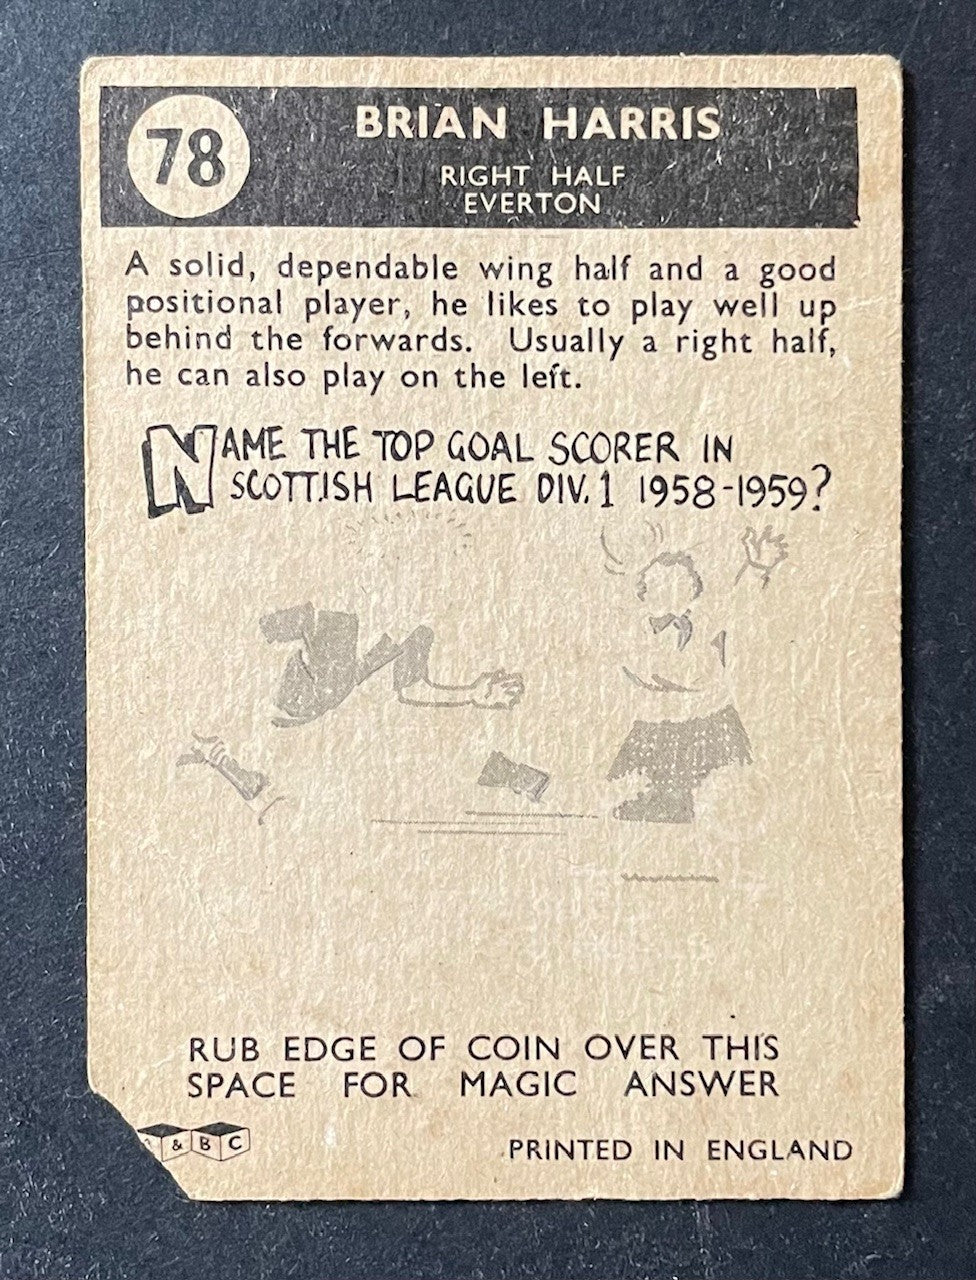 78
BRIAN HARRIS
RIGHT HALF
EVERTON
A solid, dependable wing half and a good
positional player, he likes to play well up
behind the forwards. Usually a right half,
he can also play on the left.
NAME THE TOP GOAL SCORER IN
SCOTTISH LEAGUE DIV. 1 1958-1959?
RUB EDGE OF COIN OVER THIS
SPACE FOR MAGIC ANSWER
& B C
PRINTED IN ENGLAND